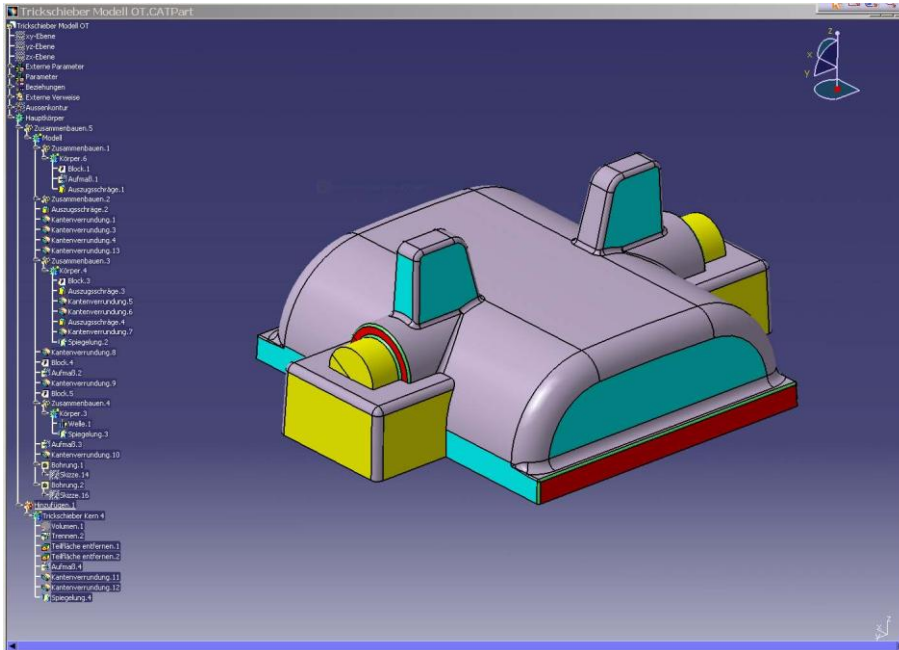 Trickschieber Modell OT.CATPart
Trickschieber Modell OT
xy-Ebene
yz-Ebene
zx-Ebene
Externe Parameter
Parameter
Beziehungen
Externe Verweise
Aussenkontur
Hauptkörper
Zusammenbauen.5
Modell
Zusammenbauen.1
Körper.6
Block.1
Aufmaß.1
Auszugsschräge.1
Zusammenbauen.2
Auszugsschräge.2
Kantenverrundung.1
Kantenverrundung.3
Kantenverrundung.4
Kantenverrundung.13
Zusammenbauen.3
Körper.4
Block.3
Auszugsschräge.3
Kantenverrundung.5
Kantenverrundung.6
Auszugsschräge.4
Kantenverrundung.7
Spiegelung.2
Kantenverrundung.8
Block.4
Aufmaß.2
Kantenverrundung.9
Block.5
Zusammenbauen.4
Körper.3
Welle.1
Spiegelung.3
Aufmaß.3
Kantenverrundung.10
Bohrung.1
Skizze.14
Bohrung.2
Skizze.16
Hinzufügen.1
Trickschieber Kern 4
Volumen.1
Trennen.2
Teilfläche entfernen.1
Teilfläche entfernen.2
Aufmaß.4
Kantenverrundung.11
Kantenverrundung.12
Spiegelung.4
z
x
y